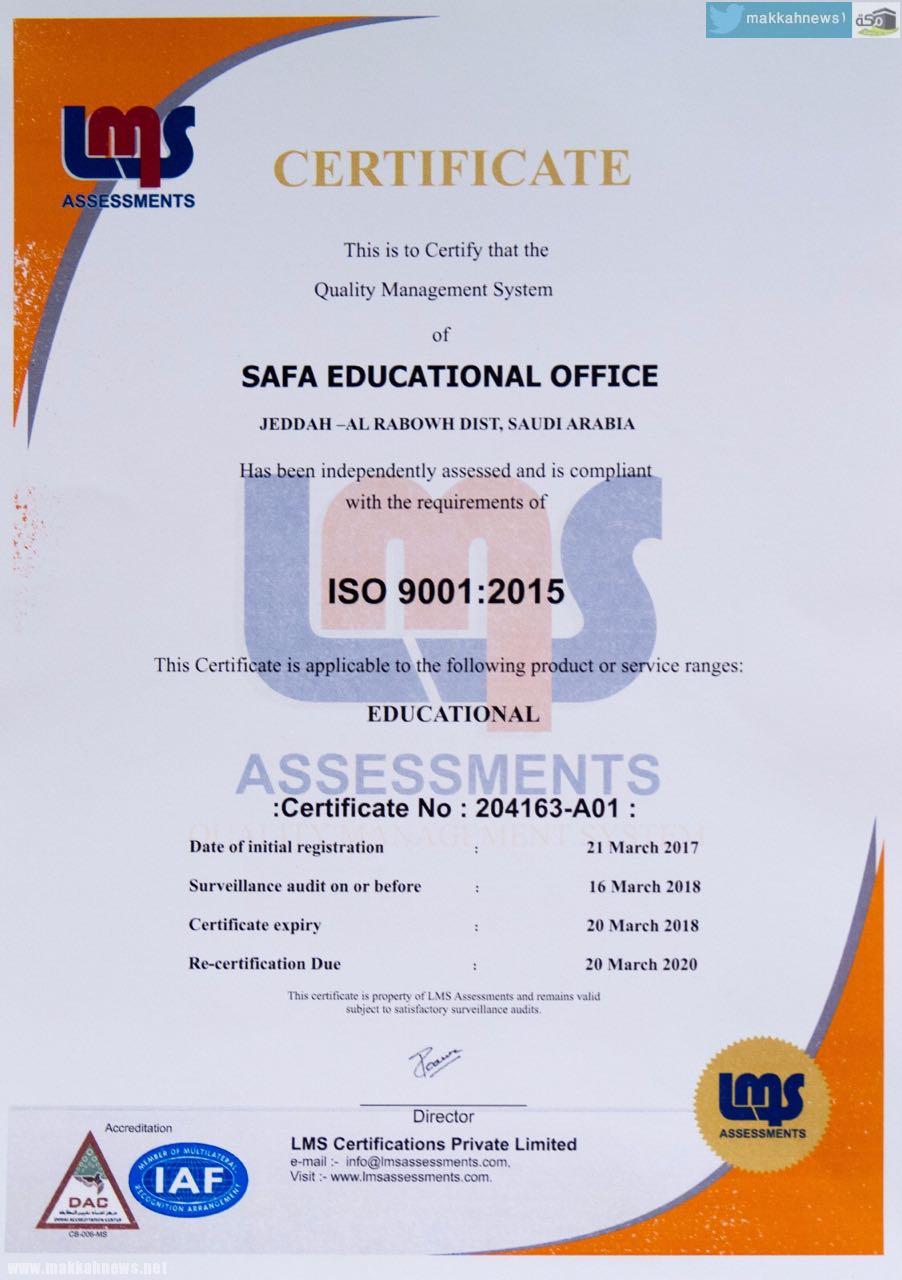 makkahnews1
مكة
LMS
ASSESSMENTS
CERTIFICATE
This is to Certify that the
Quality Management System
of
SAFA EDUCATIONAL OFFICE
JEDDAH –AL RABOWH DIST, SAUDI ARABIA
Has been independently assessed and is compliant
with the requirements of
ISO 9001:2015
This Certificate is applicable to the following product or service ranges:
EDUCATIONAL
LMS
ASSESSMENTS
:Certificate No : 204163-A01 :
QUALITY MANAGEMENT SYSTEM
Date of initial registration : 21 March 2017
Surveillance audit on or before : 16 March 2018
Certificate expiry : 20 March 2018
Re-certification Due : 20 March 2020
This certificate is property of LMS Assessments and remains valid
subject to satisfactory surveillance audits.
Director
LMS Certifications Private Limited
e-mail :- info@lmsassessments.com,
Visit :- www.lmsassessments.com.
LMS
ASSESSMENTS
Accreditation
DAC
DUBAI ACCREDITATION CENTER
CB-006-MS
MEMBER OF MULTILATERAL
IAF
RECOGNITION ARRANGEMENT
www.makkahnews.net